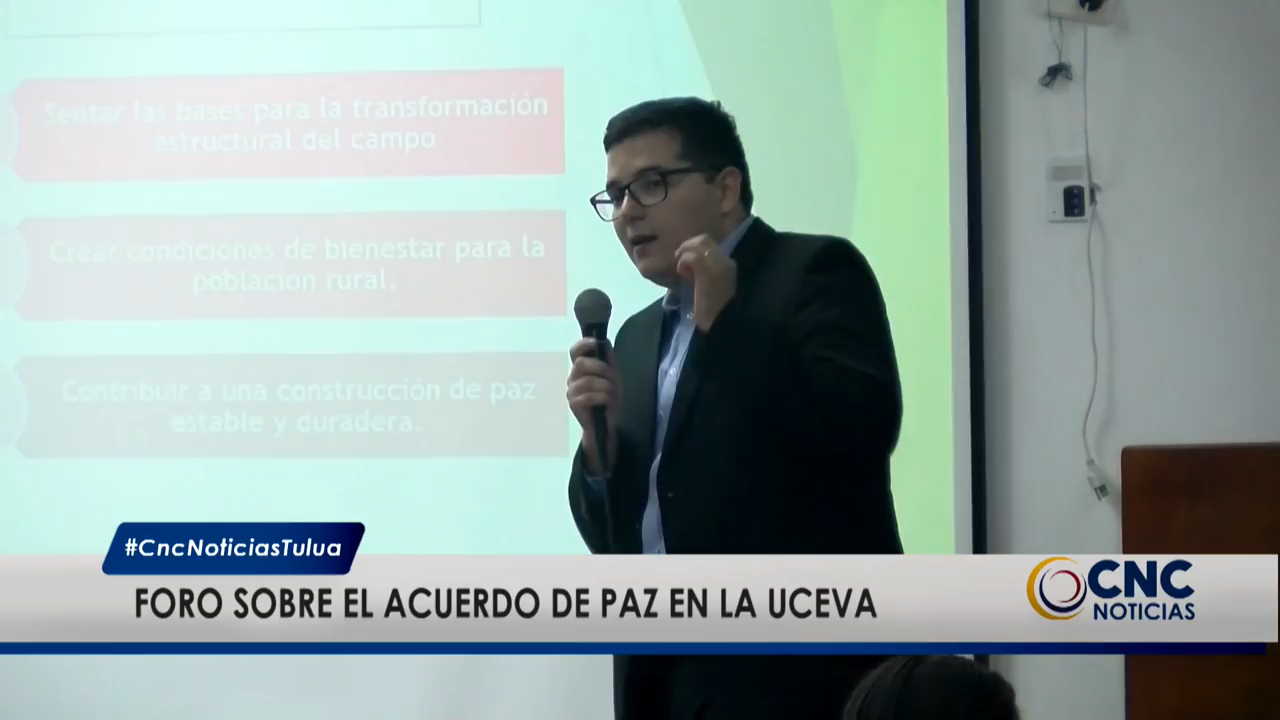 Sentar las bases para la transformación
estructural del campo
Crear condiciones de bienestar para la
población rural.
Contribuir a una construcción de paz
estable y duradera.
#CncNoticiasTulua
FORO SOBRE EL ACUERDO DE PAZ EN LA UCEVA
CNC
NOTICIAS